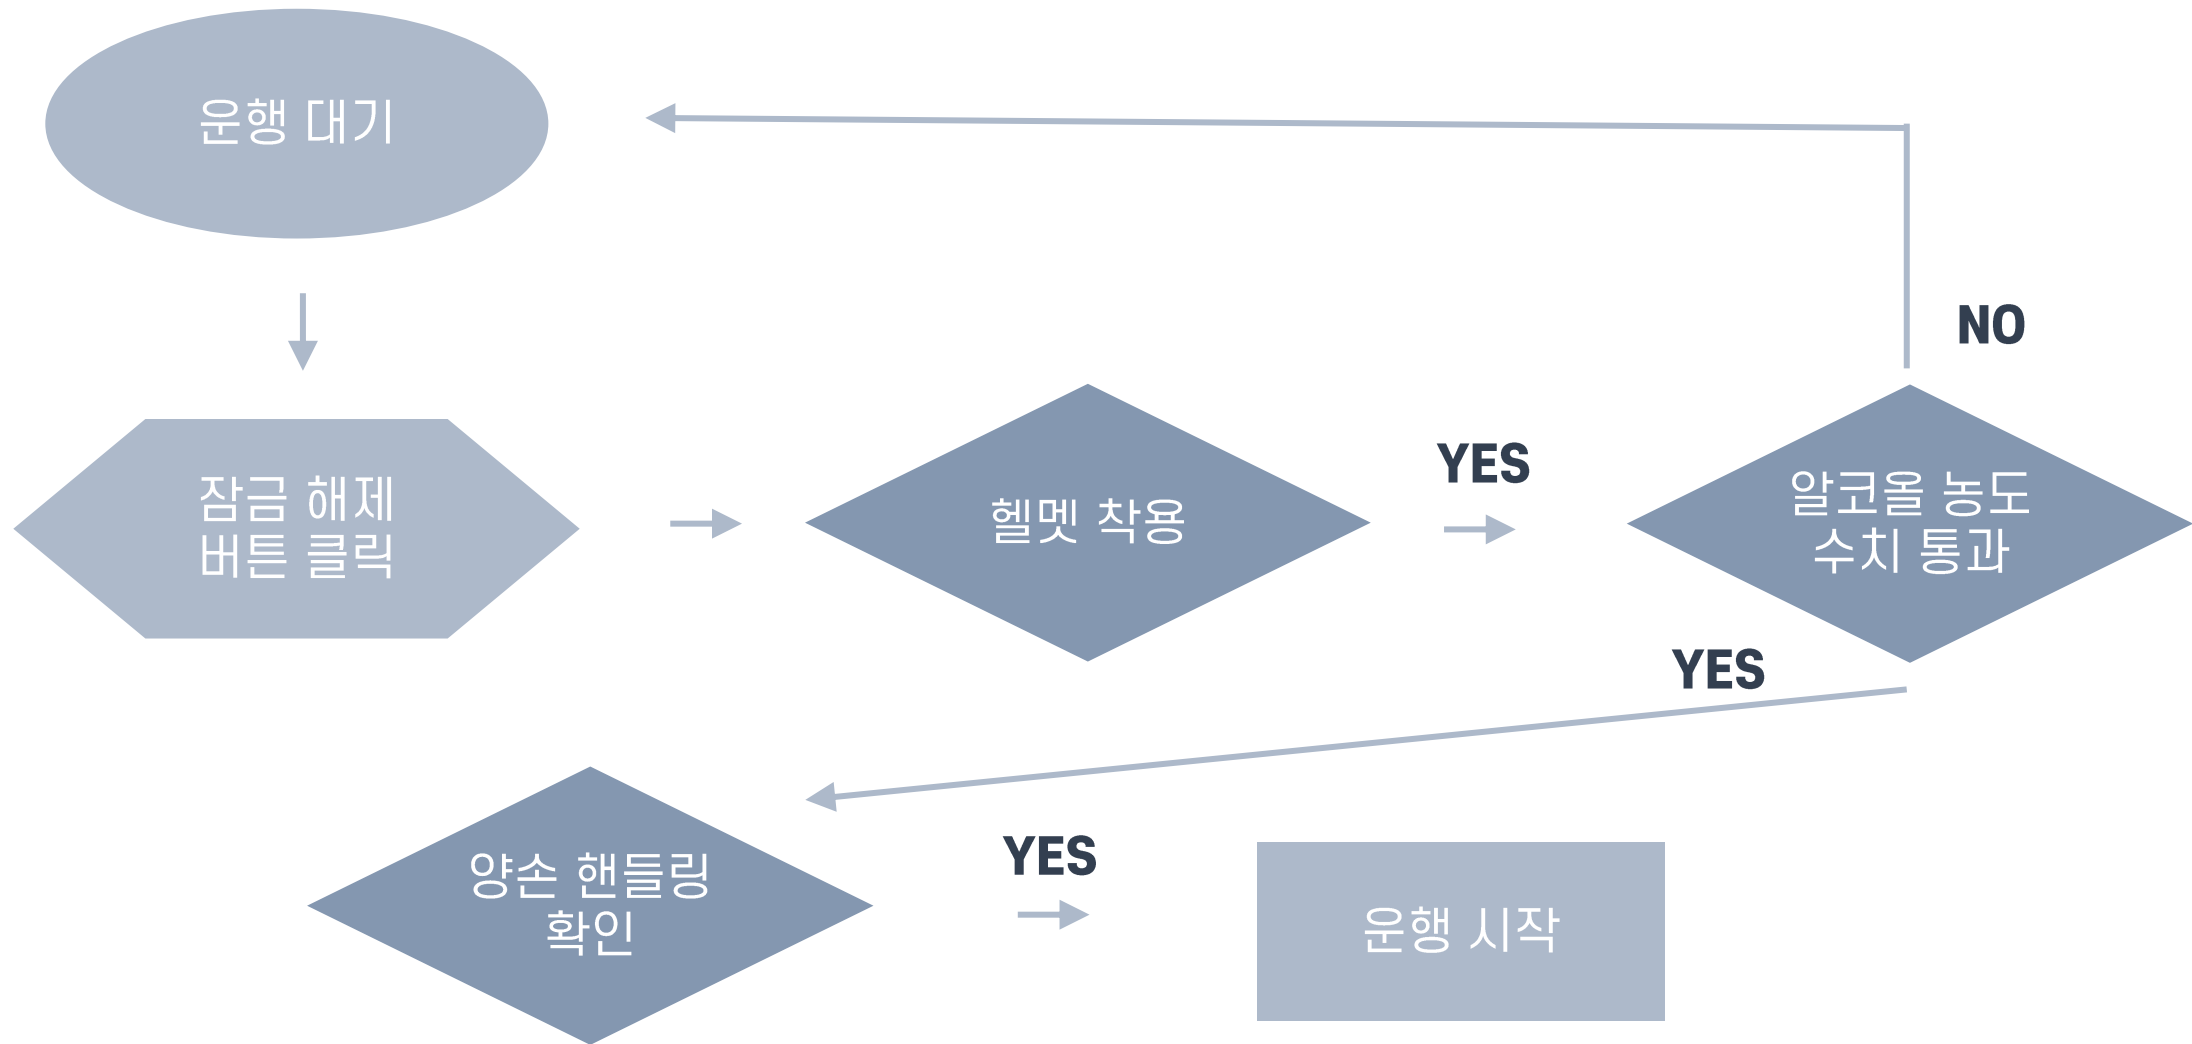 운행 대기
NO
잠금 해제
버튼 클릭
헬멧 착용
YES
알코올 농도
수치 통과
YES
양손 핸들링
확인
YES
운행 시작